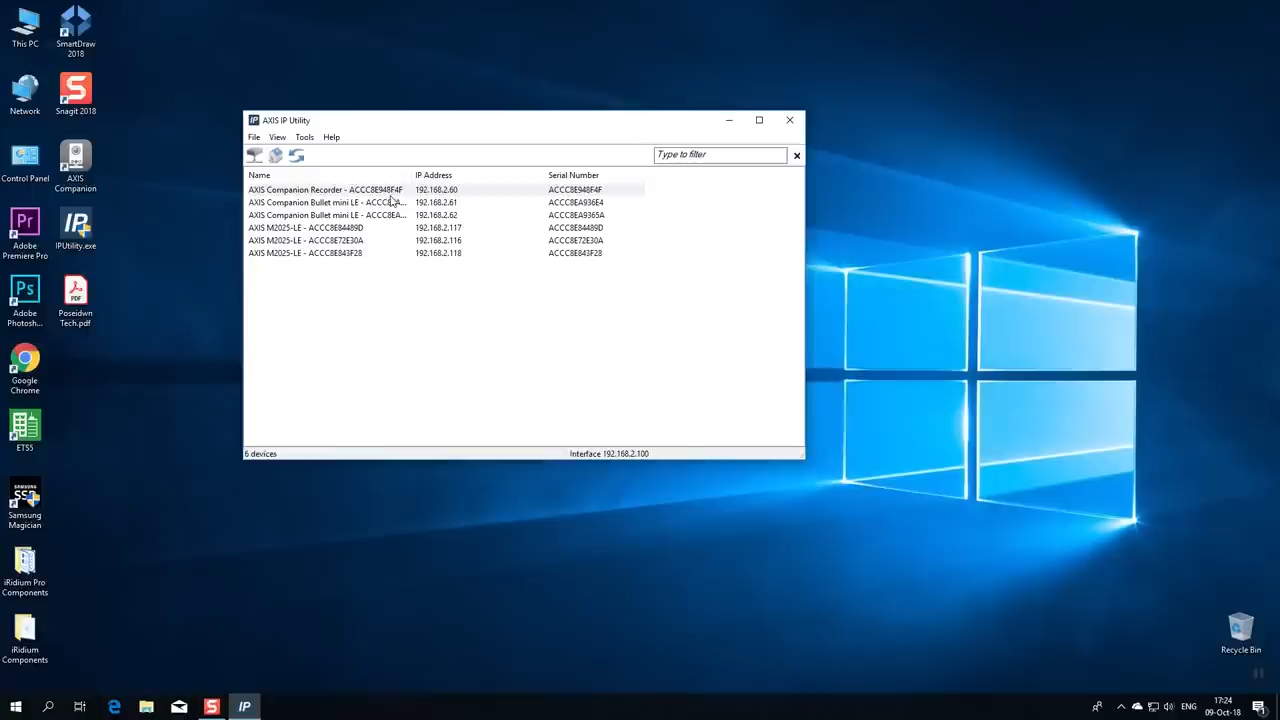 This PC
SmartDraw
2018
Network
Snagit 2018
Control Panel
AXIS
Companion
Adobe
Premiere Pro
IPUtility.exe
Adobe
Photosh...
Poseidwn
Tech.pdf
Google
Chrome
ETS5
Samsung
Magician
iRidium Pro
Components
iRidium
Components
Recycle Bin
AXIS IP Utility
File View Tools Help
Type to filter
Name IP Address Serial Number
AXIS Companion Recorder - ACCC8E948F4F 192.168.2.60 ACCC8E948F4F
AXIS Companion Bullet mini LE - 192.168.2.61 ACCC8EA936E4
AXIS Companion Bullet mini LE - ACCC8EA... 192.168.2.62 ACCC8EA9365A
AXIS M2025-LE - ACCC8E84489D 192.168.2.117 ACCC8E84489D
AXIS M2025-LE - ACCC8E72E30A 192.168.2.116 ACCC8E72E30A
AXIS M2025-LE - ACCC8E843F28 192.168.2.118 ACCC8E843F28
6 devices Interface 192.168.2.100
ENG
17:24
09-Oct-18